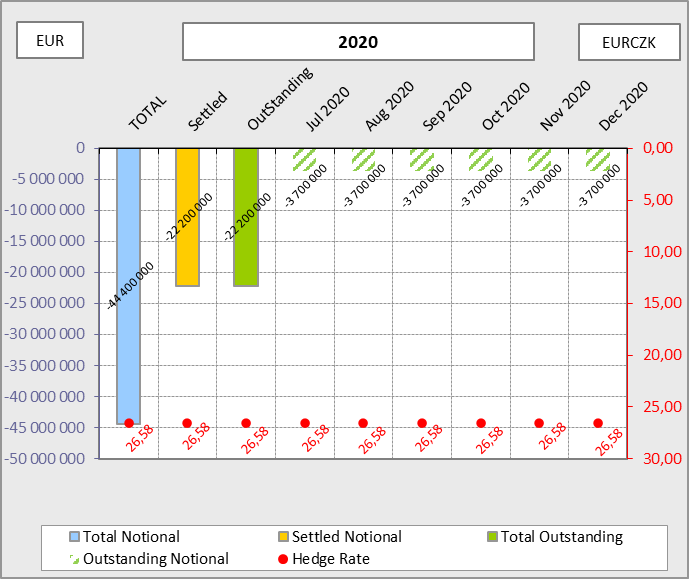 EUR
2020
EURCZK
TOTAL
Settled
OutStanding
Jul 2020
Aug 2020
Sep 2020
Oct 2020
Nov 2020
Dec 2020
0
-5 000 000
-10 000 000
-15 000 000
-20 000 000
-25 000 000
-30 000 000
-35 000 000
-40 000 000
-45 000 000
-50 000 000
-44 400 000
-22 200 000
-22 200 000
-3 700 000
-3 700 000
-3 700 000
-3 700 000
-3 700 000
-3 700 000
26,58
26,58
26,58
26,58
26,58
26,58
26,58
26,58
26,58
0,00
5,00
10,00
15,00
20,00
25,00
30,00
Total Notional
Settled Notional
Total Outstanding
Outstanding Notional
Hedge Rate